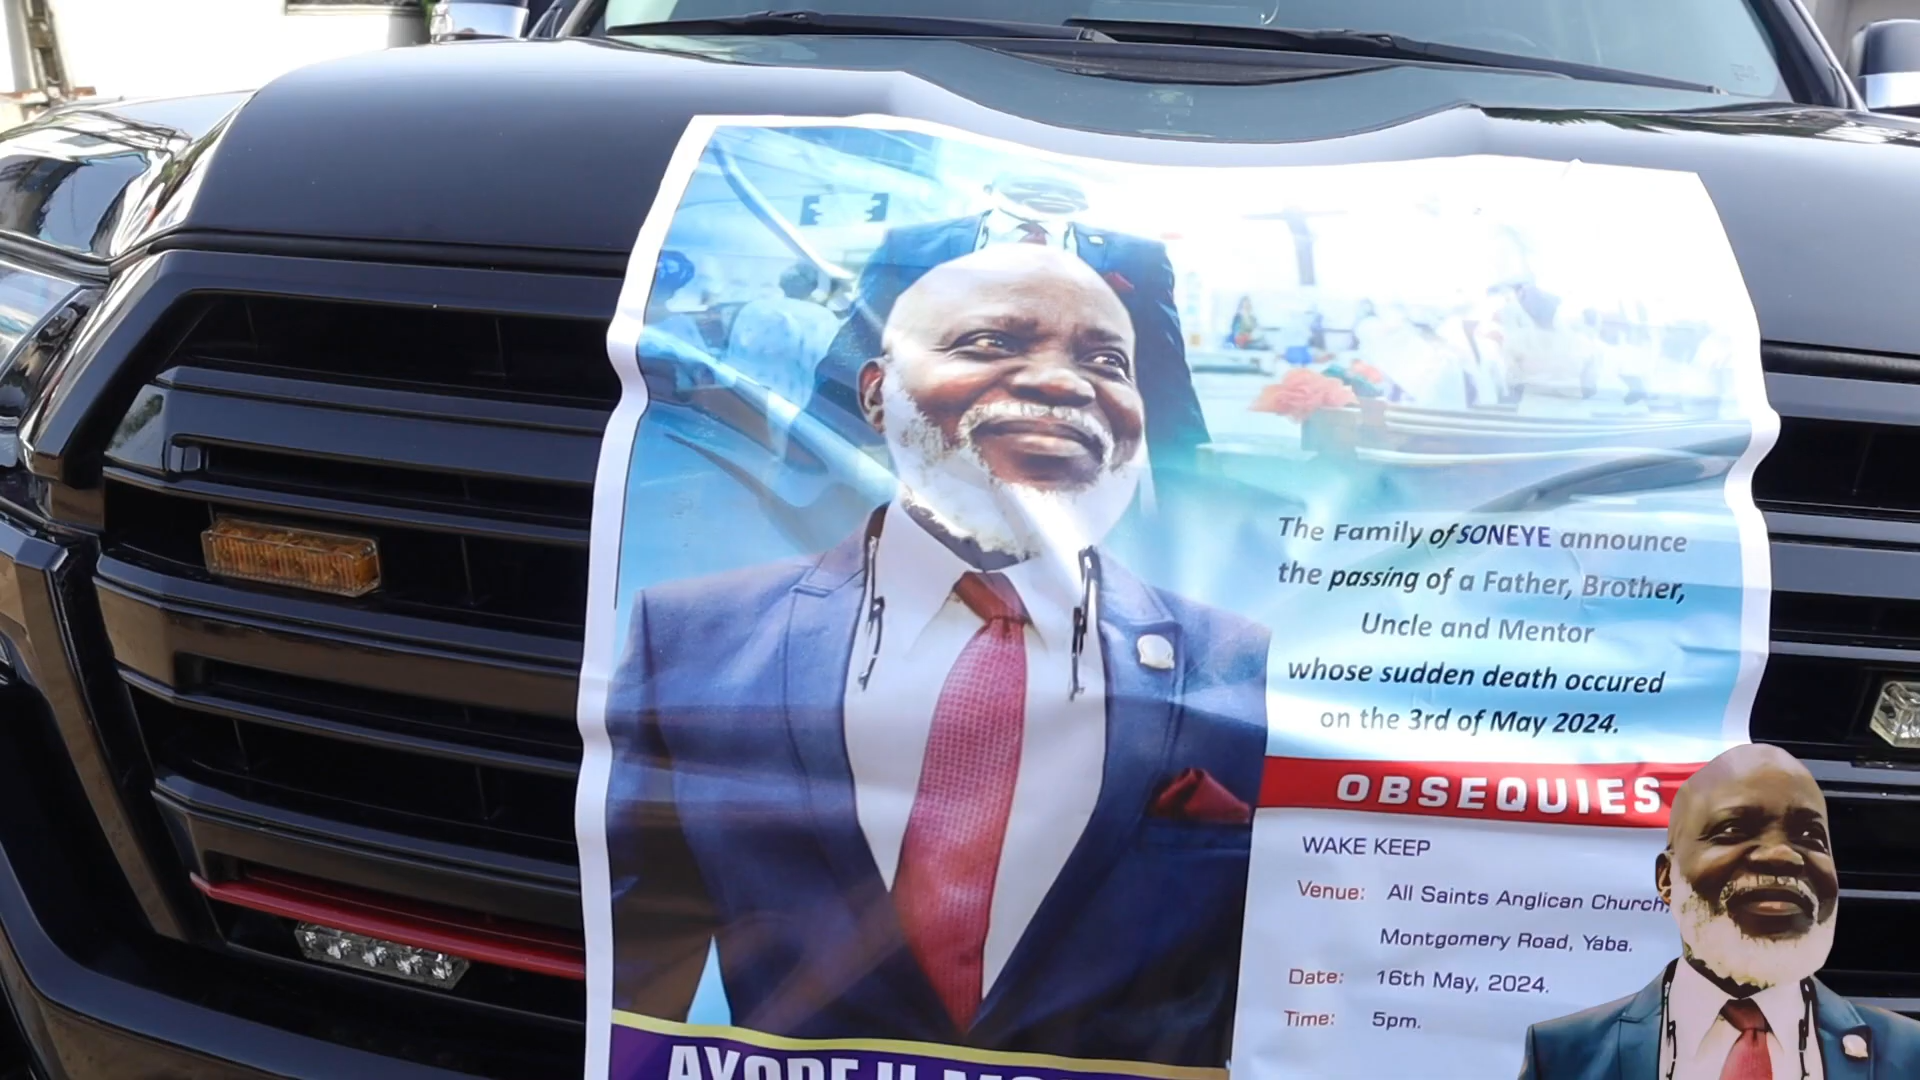 The Family of SONEYE announce
the passing of a Father, Brother,
Uncle and Mentor
whose sudden death occured
on the 3rd of May 2024.
OBSEQUIES
WAKE KEEP
Venue: All Saints Anglican Church,
Montgomery Road, Yaba.
Date: 16th May, 2024.
Time: 5pm.